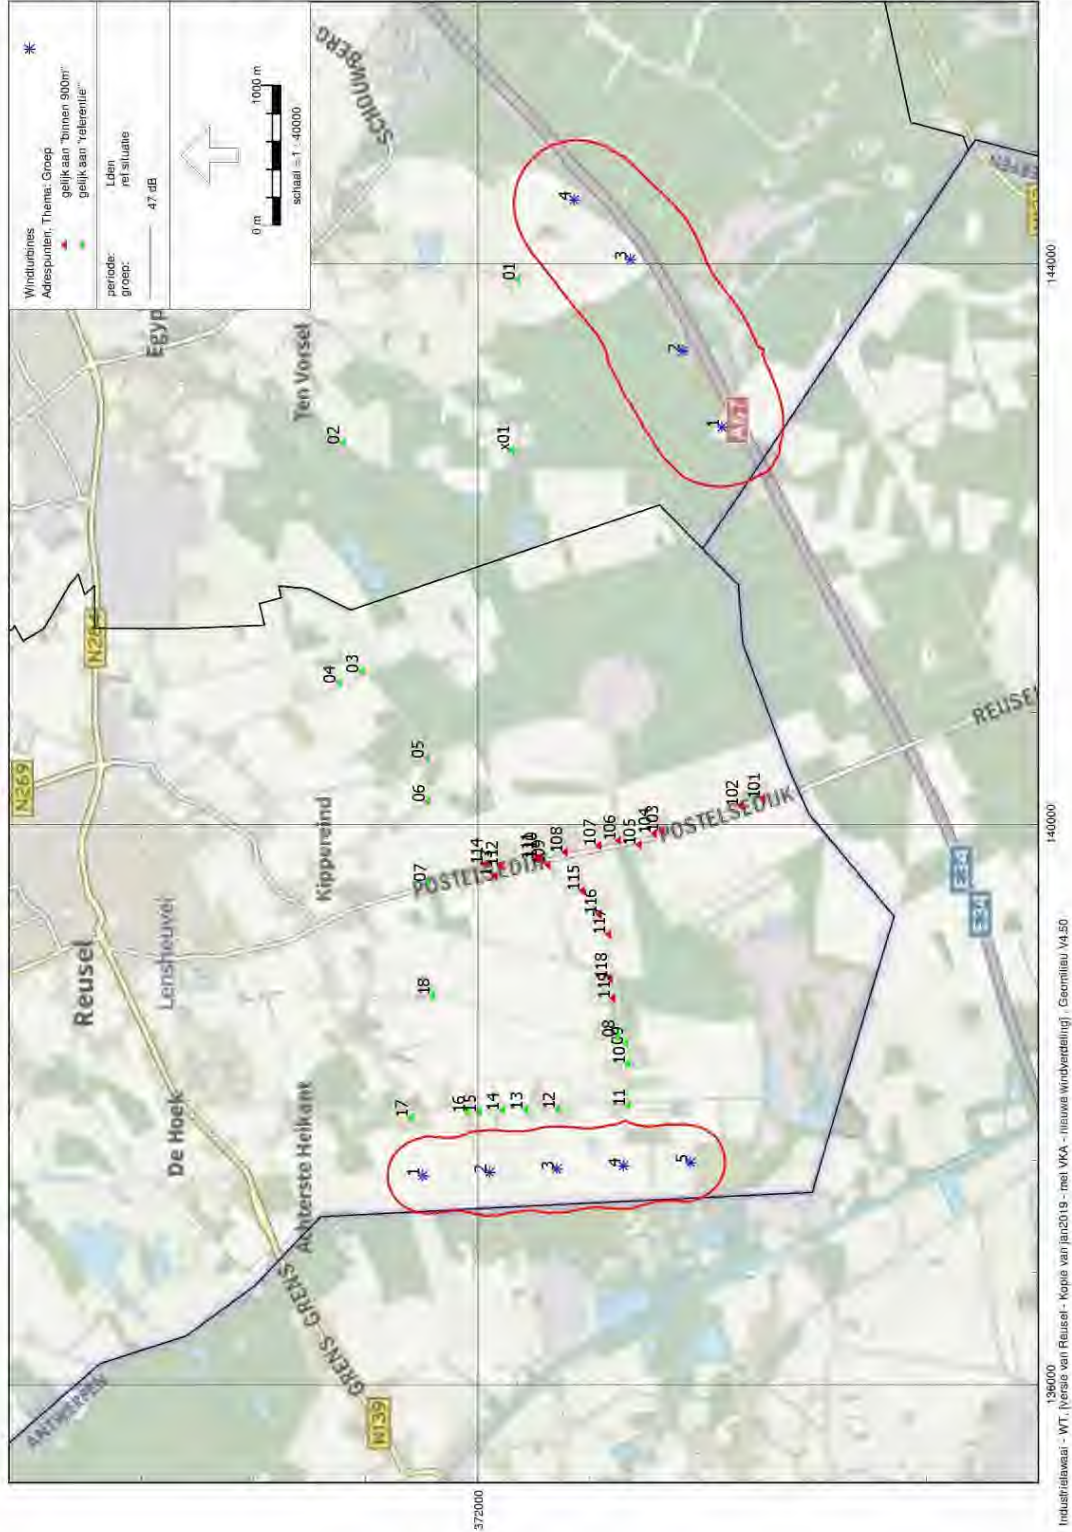 Windturbines
Adrespunten, Thema: Groep
gelijk aan "binnen 900m"
gelijk aan "referentie"
periode: Lden
groep: ref situatie
47 dB
0 m 1000 m
schaal = 1 : 40000
SCHOUWBERG
Egyp
Ten Vorsel
N269
N139
Reusel
Lensheuvel
Kippereind
De Hoek
Achterste Heikant
GRENS GRENS
GRENS
ANTWERPEN
POSTELSEDIJK
POSTELSEDIJK
REUSEL
E34
E34
01
x01
02
03
04
05
06
07
18
17
16
15
14
13
12
11
10
09
08
119
118
117
116
115
114
112
108
107
106
105
104
103
102
101
1
2
3
4
5
1
2
3
4
372000
136000
140000
144000
Industrielawaai - WT, [versie van Reusel - Kopie van jan2019 - met VKA - nieuwe windverdeling] , Geomilieu V4.50